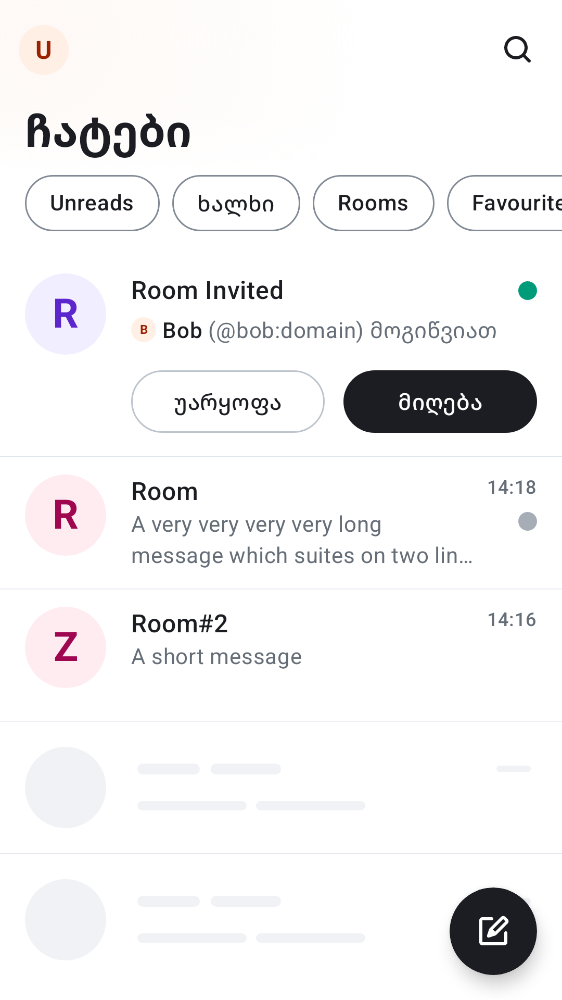 U
ჩატები
Unreads ხალხი Rooms Favourite
R
Room Invited
B Bob (@bob:domain) მოგიწვიათ
უარყოფა მიღება
R
Room 14:18
A very very very very long
message which suites on two lin…
Z
Room#2 14:16
A short message